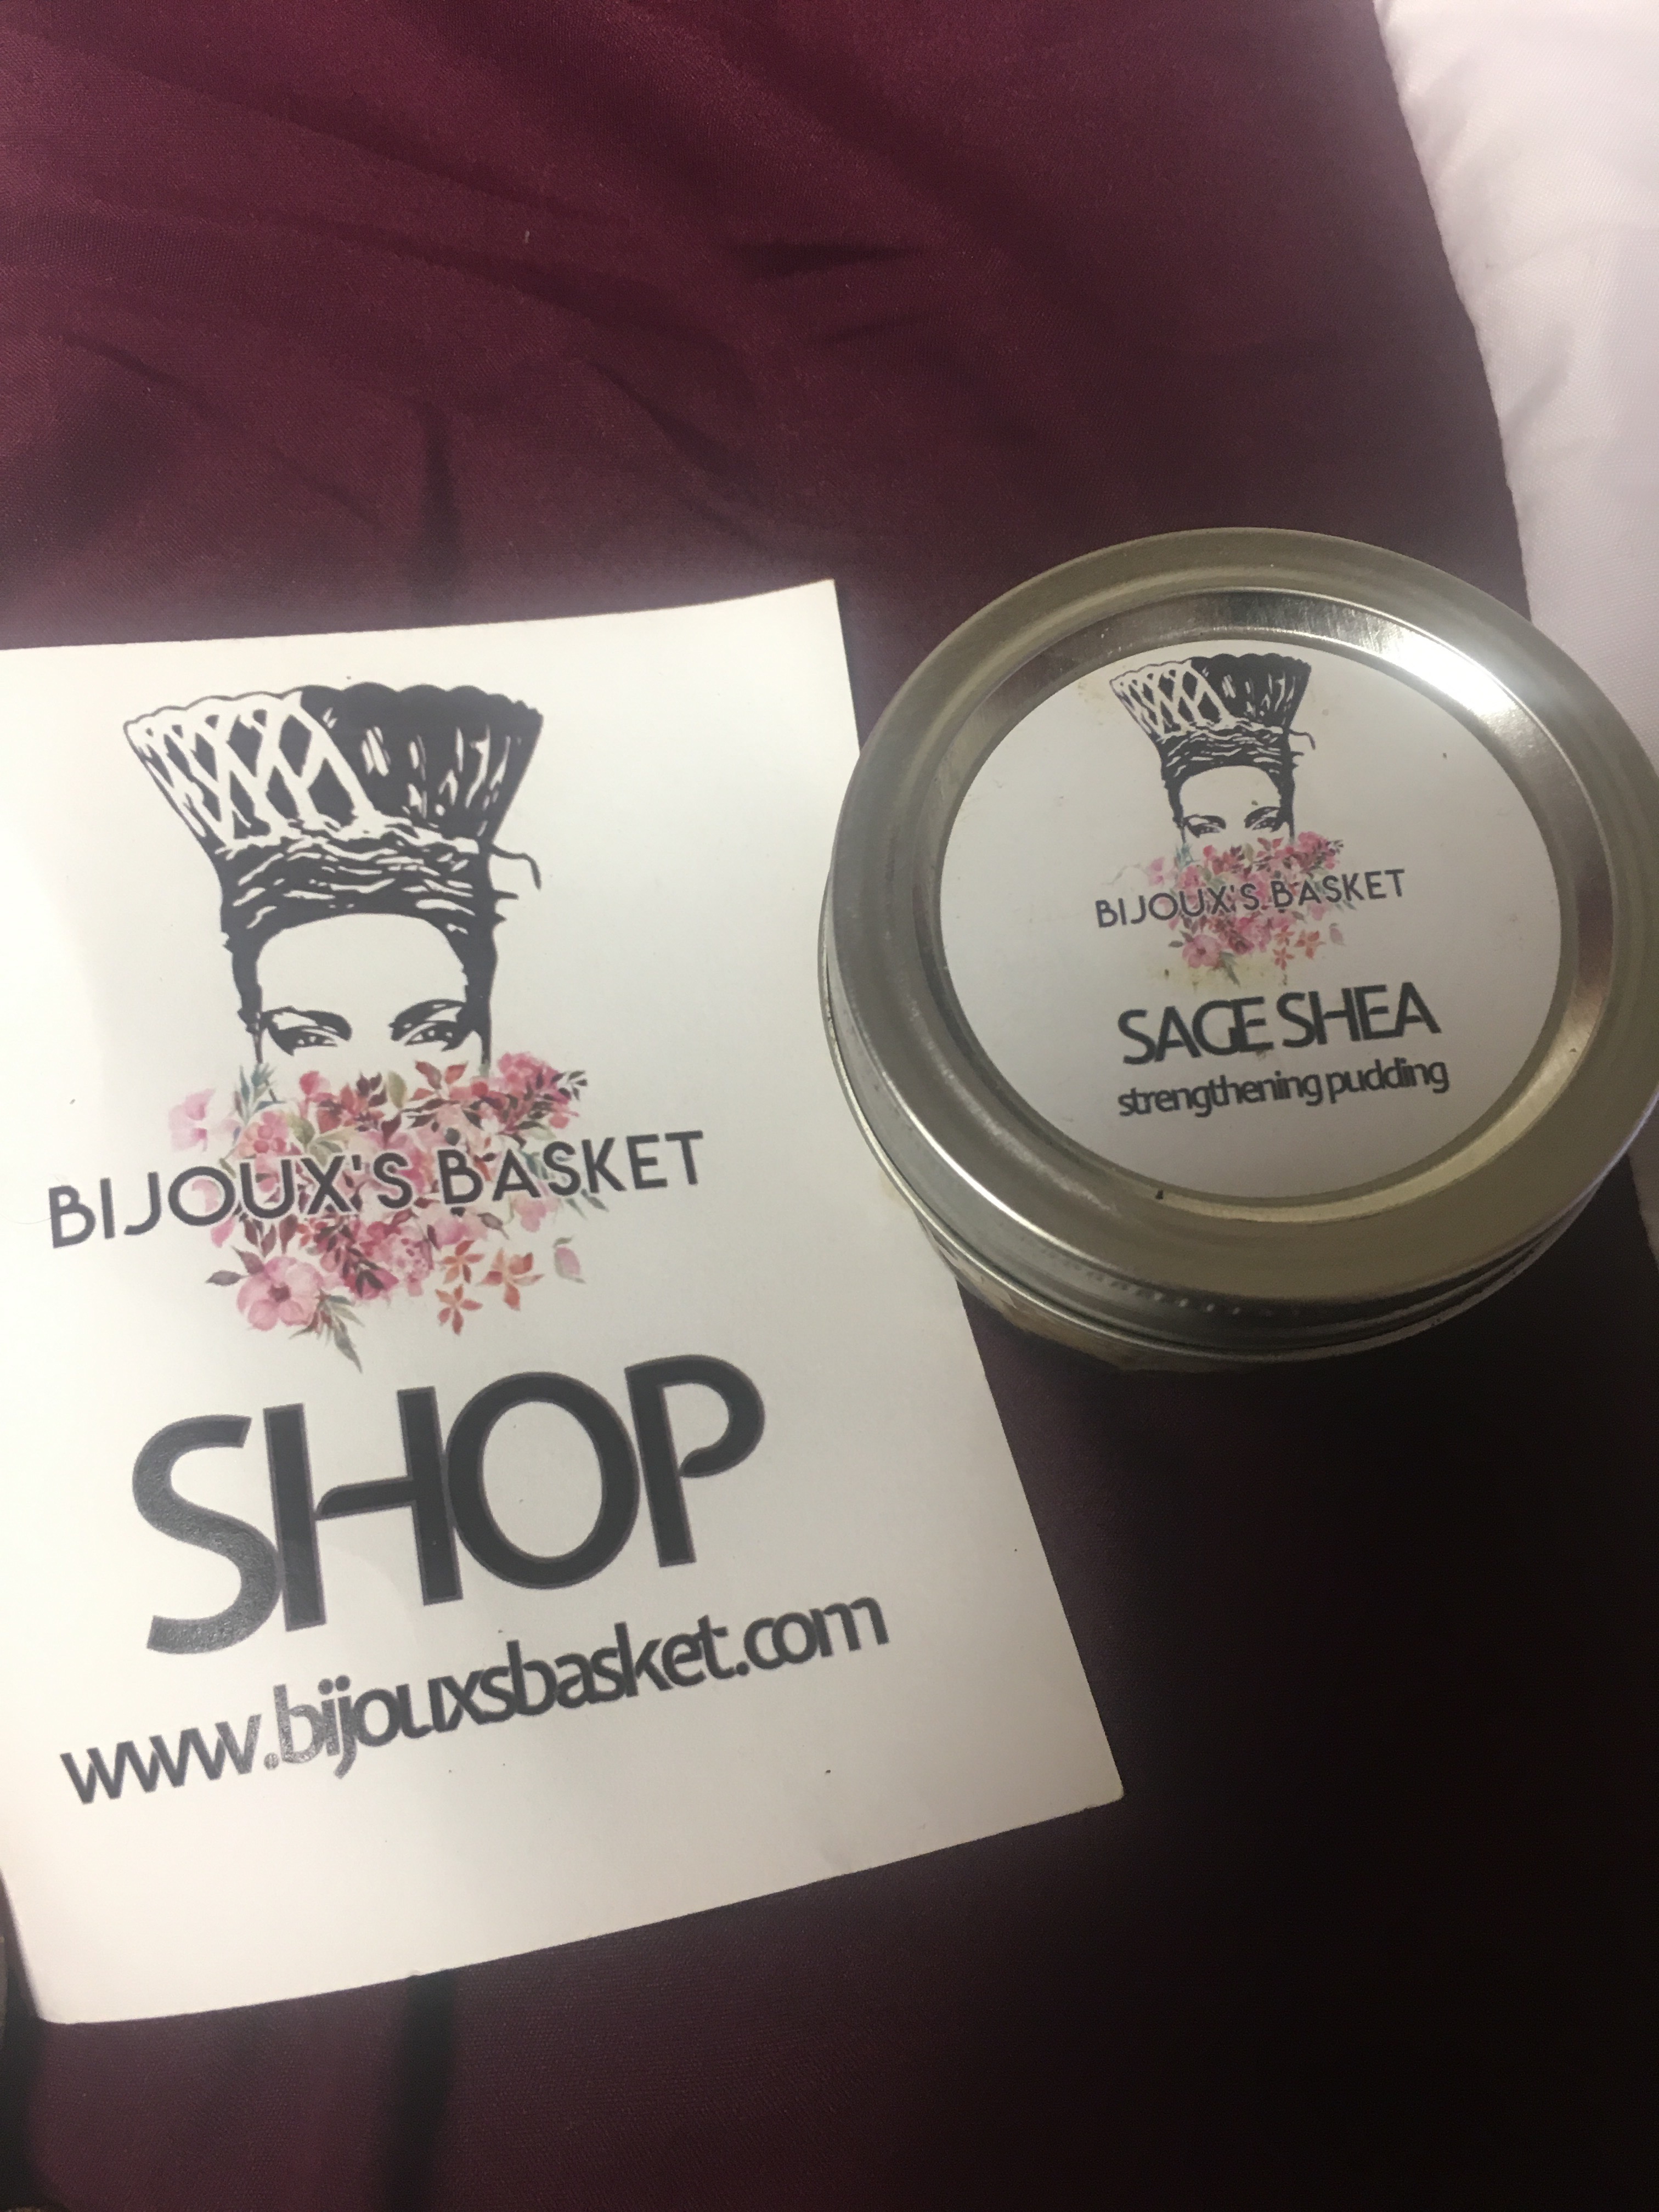 BIJOUX'S BASKET
SHOP
www.bijouxsbasket.com
BIJOUX'S BASKET
SAGE SHEA
strengthening pudding